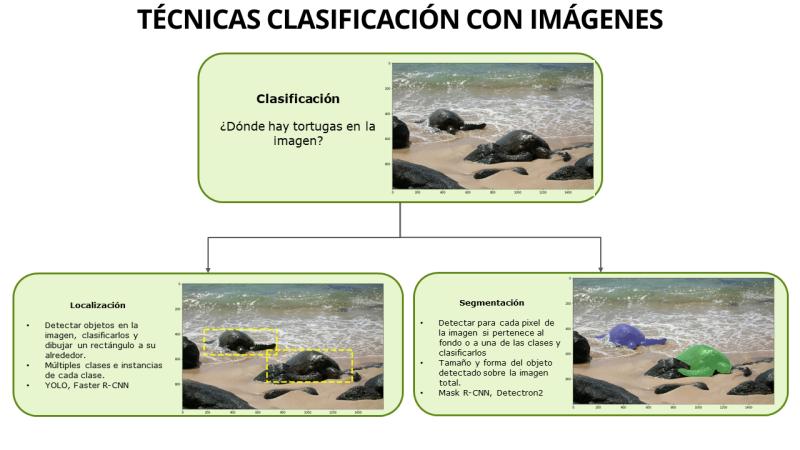 TÉCNICAS CLASIFICACIÓN CON IMÁGENES
Clasificación
¿Dónde hay tortugas en la
imagen?
Localización
• Detectar objetos en la
imagen, clasificarlos y
dibujar un rectángulo a su
alrededor.
• Múltiples clases e instancias
de cada clase.
• YOLO, Faster R-CNN
Segmentación
• Detectar para cada pixel de
la imagen si pertenece al
fondo o a una de las clases y
clasificarlos
• Tamaño y forma del objeto
detectado sobre la imagen
total.
• Mask R-CNN, Detectron2